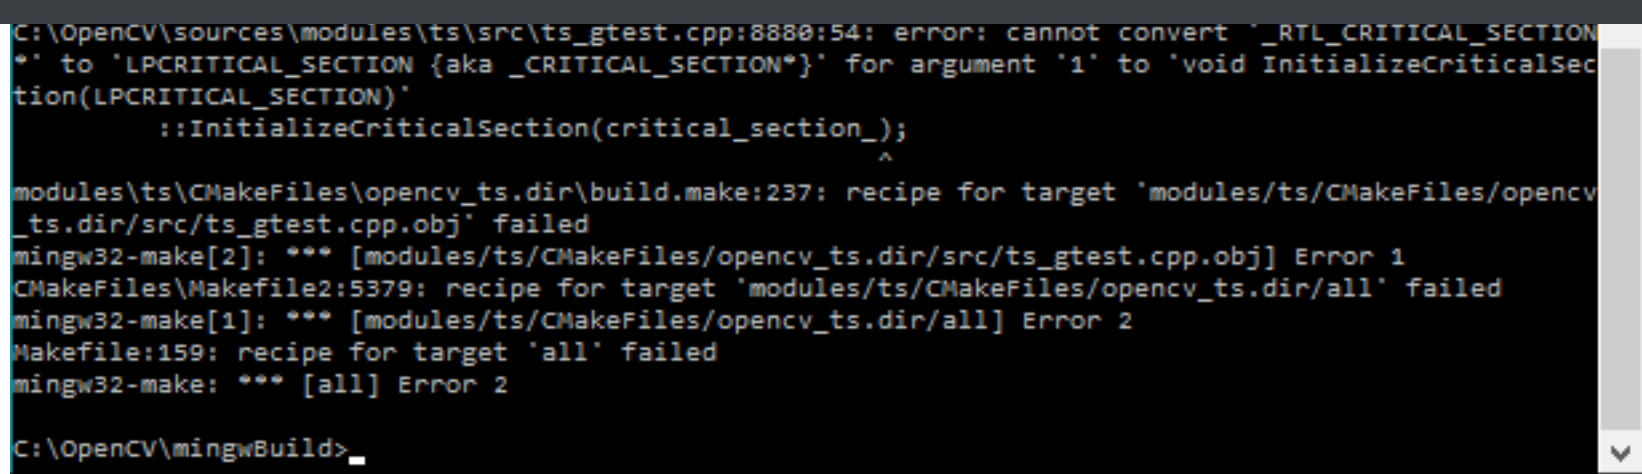 C:\OpenCV\sources\modules\ts\src\ts_gtest.cpp:8880:54: error: cannot convert '_RTL_CRITICAL_SECTION
*' to 'LPCRITICAL_SECTION {aka _CRITICAL_SECTION*}' for argument '1' to 'void InitializeCriticalSec
tion(LPCRITICAL_SECTION)'
::InitializeCriticalSection(critical_section_);
^
modules\ts\CMakeFiles\opencv_ts.dir\build.make:237: recipe for target 'modules/ts/CMakeFiles/opencv
_ts.dir/src/ts_gtest.cpp.obj' failed
mingw32-make[2]: *** [modules/ts/CMakeFiles/opencv_ts.dir/src/ts_gtest.cpp.obj] Error 1
CMakeFiles\Makefile2:5379: recipe for target 'modules/ts/CMakeFiles/opencv_ts.dir/all' failed
mingw32-make[1]: *** [modules/ts/CMakeFiles/opencv_ts.dir/all] Error 2
Makefile:159: recipe for target 'all' failed
mingw32-make: *** [all] Error 2
C:\OpenCV\mingwBuild>_